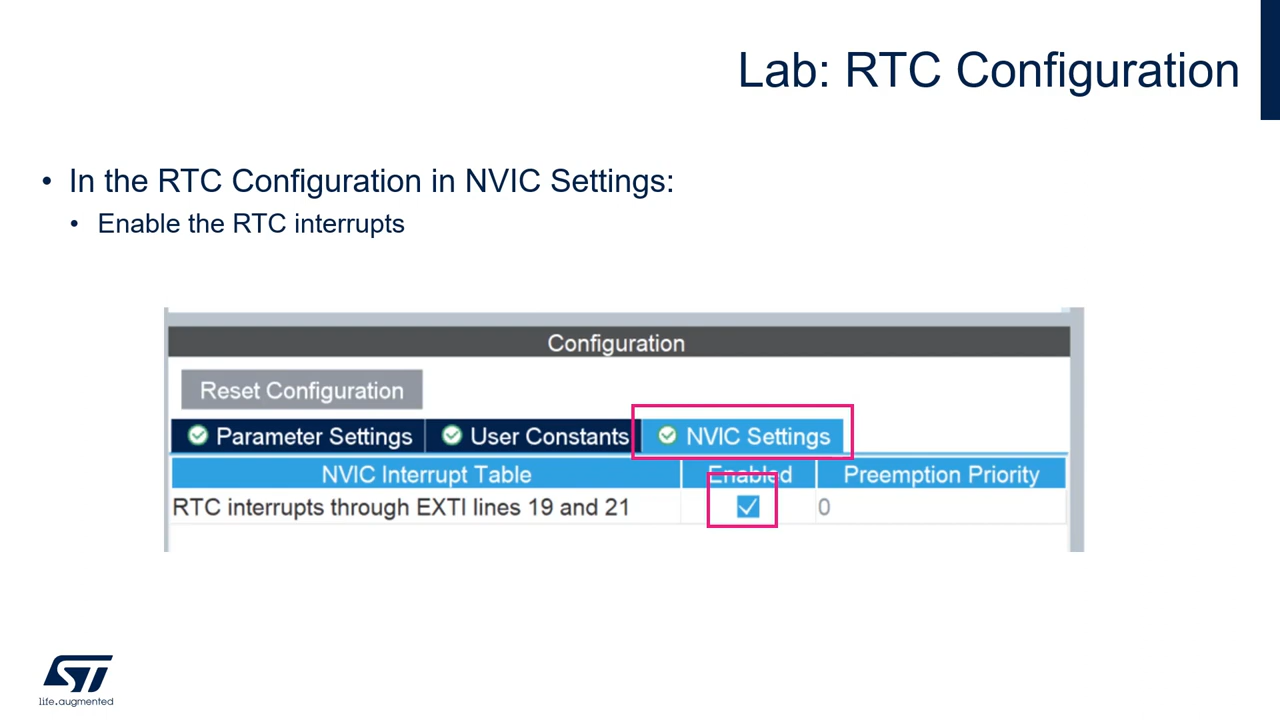 Lab: RTC Configuration
• In the RTC Configuration in NVIC Settings:
• Enable the RTC interrupts
Configuration
Reset Configuration
Parameter Settings User Constants NVIC Settings
NVIC Interrupt Table Enabled Preemption Priority
RTC interrupts through EXTI lines 19 and 21 0
ST
life.augmented